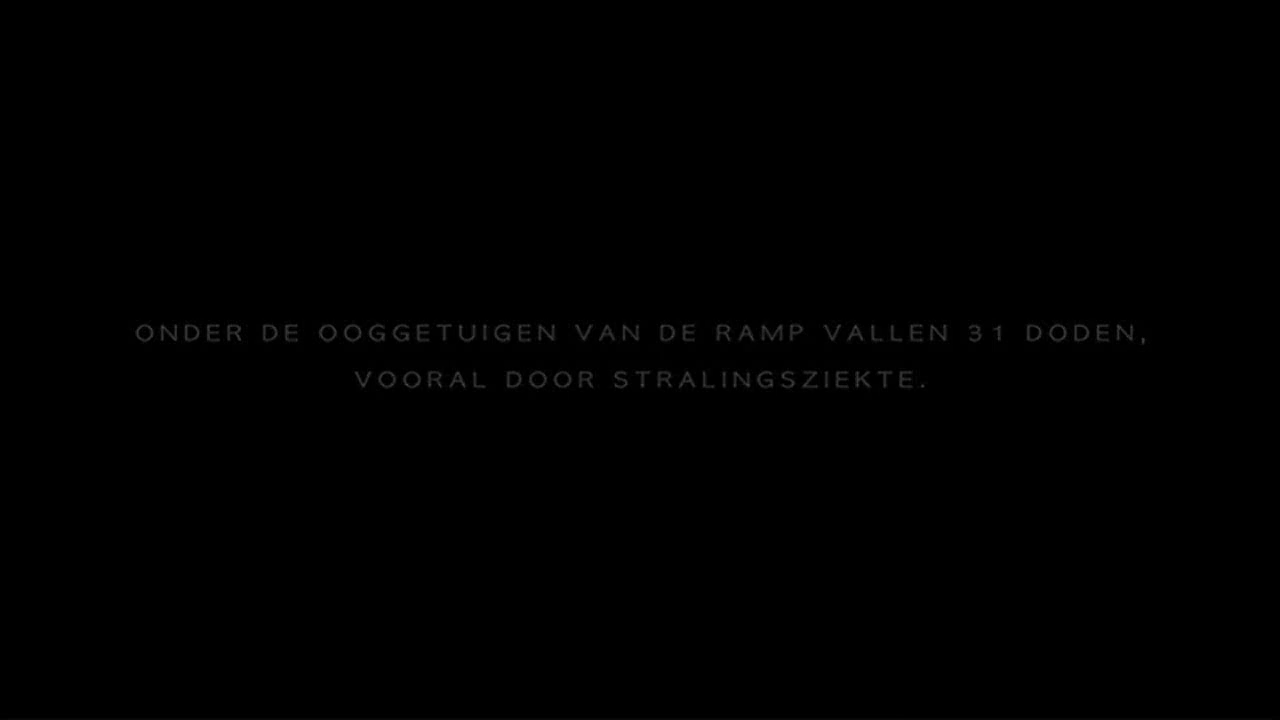 ONDER DE OOGGETUIGEN VAN DE RAMP VALLEN 31 DODEN,
VOORAL DOOR STRALINGSZIEKTE.